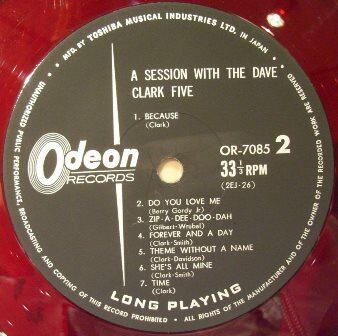 MFD. BY TOSHIBA MUSICAL INDUSTRIES LTD. IN JAPAN
ALL RIGHTS OF THE MANUFACTURER AND OF THE OWNER OF THE RECORDED WORK ARE RESERVED
UNAUTHORIZED PUBLIC PERFORMANCE, BROADCASTING AND COPYING OF THIS RECORD PROHIBITED
A SESSION WITH THE DAVE
CLARK FIVE
1. BECAUSE
(Clark)
Odeon
RECORDS
OR-7085 2
33 1/3 RPM
(2EJ-26)
2. DO YOU LOVE ME
(Berry Gordy Jr)
3. ZIP-A-DEE-DOO-DAH
(Gilbert-Wrubel)
4. FOREVER AND A DAY
(Clark-Smith)
5. THEME WITHOUT A NAME
(Clark-Davidson)
6. SHE'S ALL MINE
(Clark-Smith)
7. TIME
(Clark)
LONG PLAYING